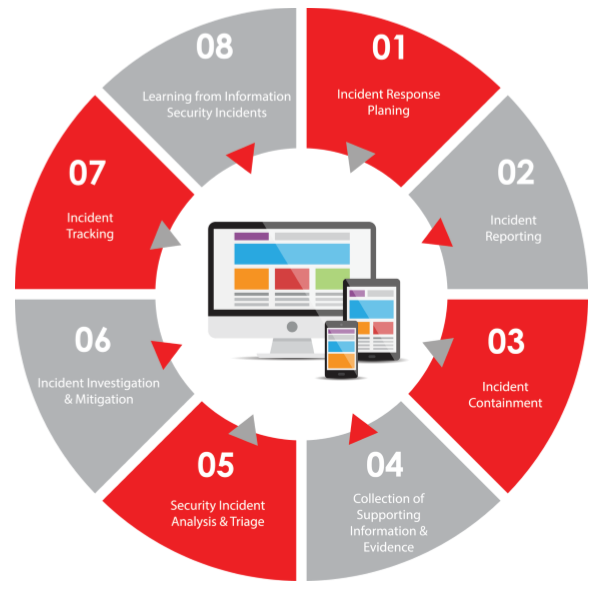 01
Incident Response
Planing
02
Incident
Reporting
03
Incident
Containment
04
Collection of
Supporting
Information &
Evidence
05
Security Incident
Analysis & Triage
06
Incident Investigation
& Mitigation
07
Incident
Tracking
08
Learning from Information
Security Incidents